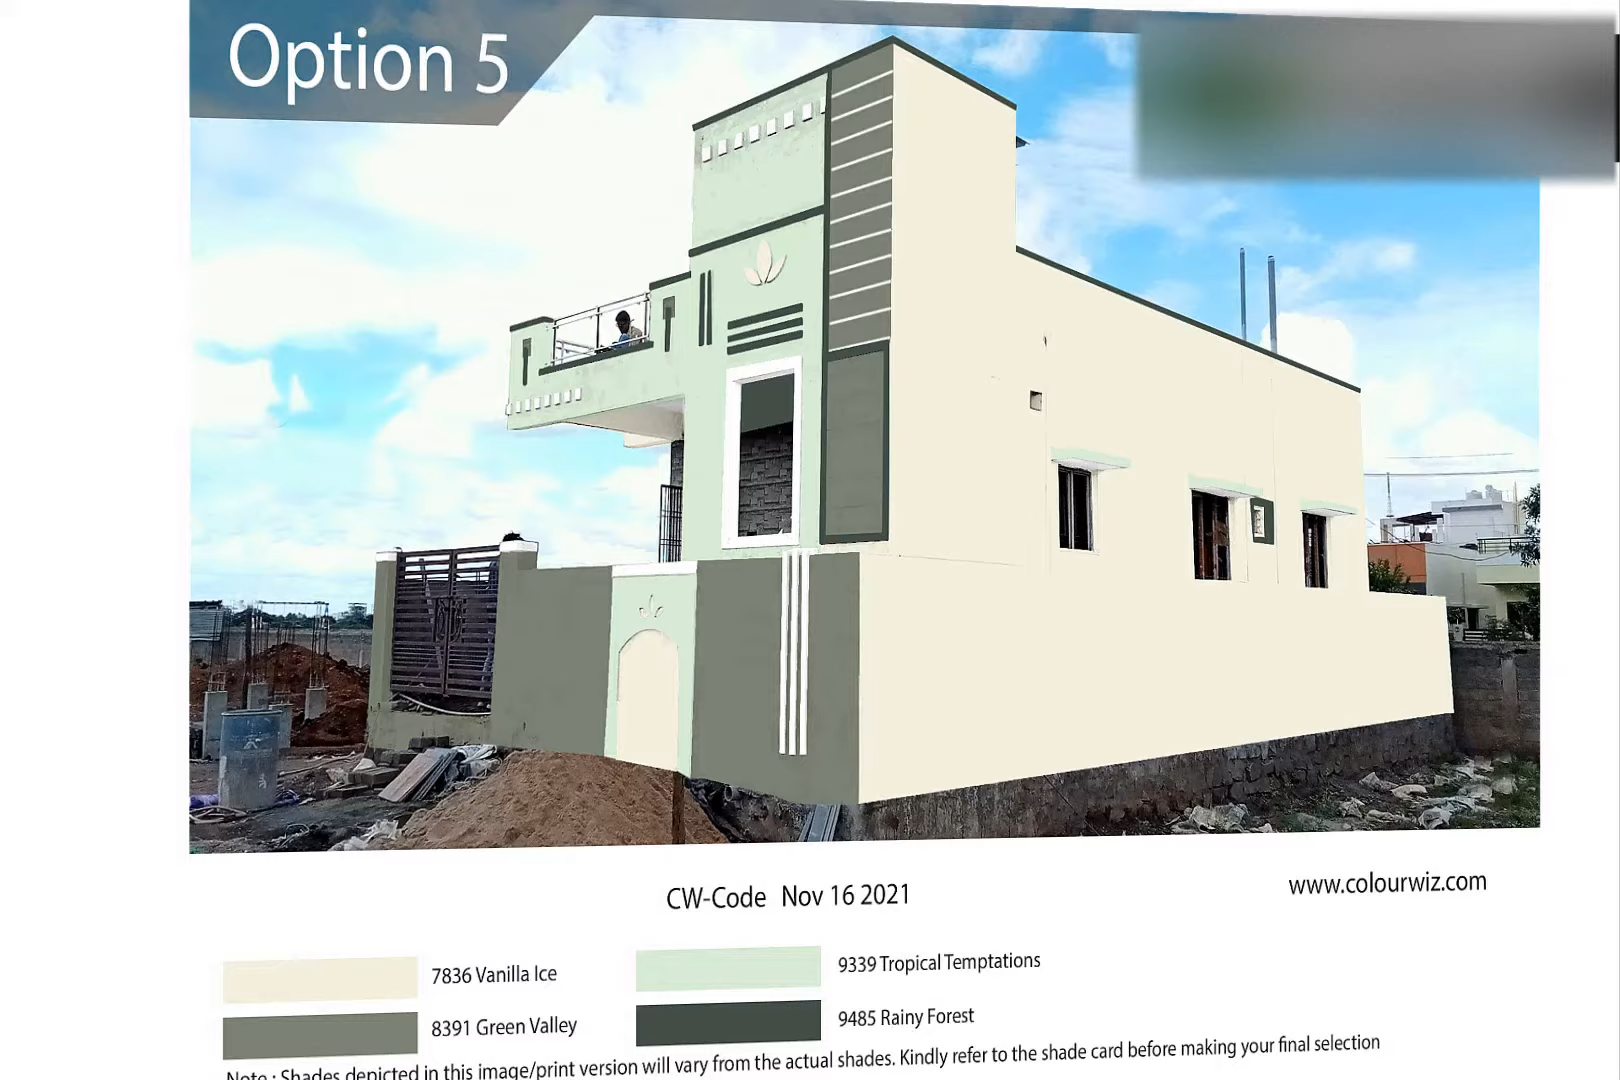 Option 5
CW-Code Nov 16 2021
www.colourwiz.com
7836 Vanilla Ice
9339 Tropical Temptations
8391 Green Valley
9485 Rainy Forest
Note : Shades depicted in this image/print version will vary from the actual shades. Kindly refer to the shade card before making your final selection